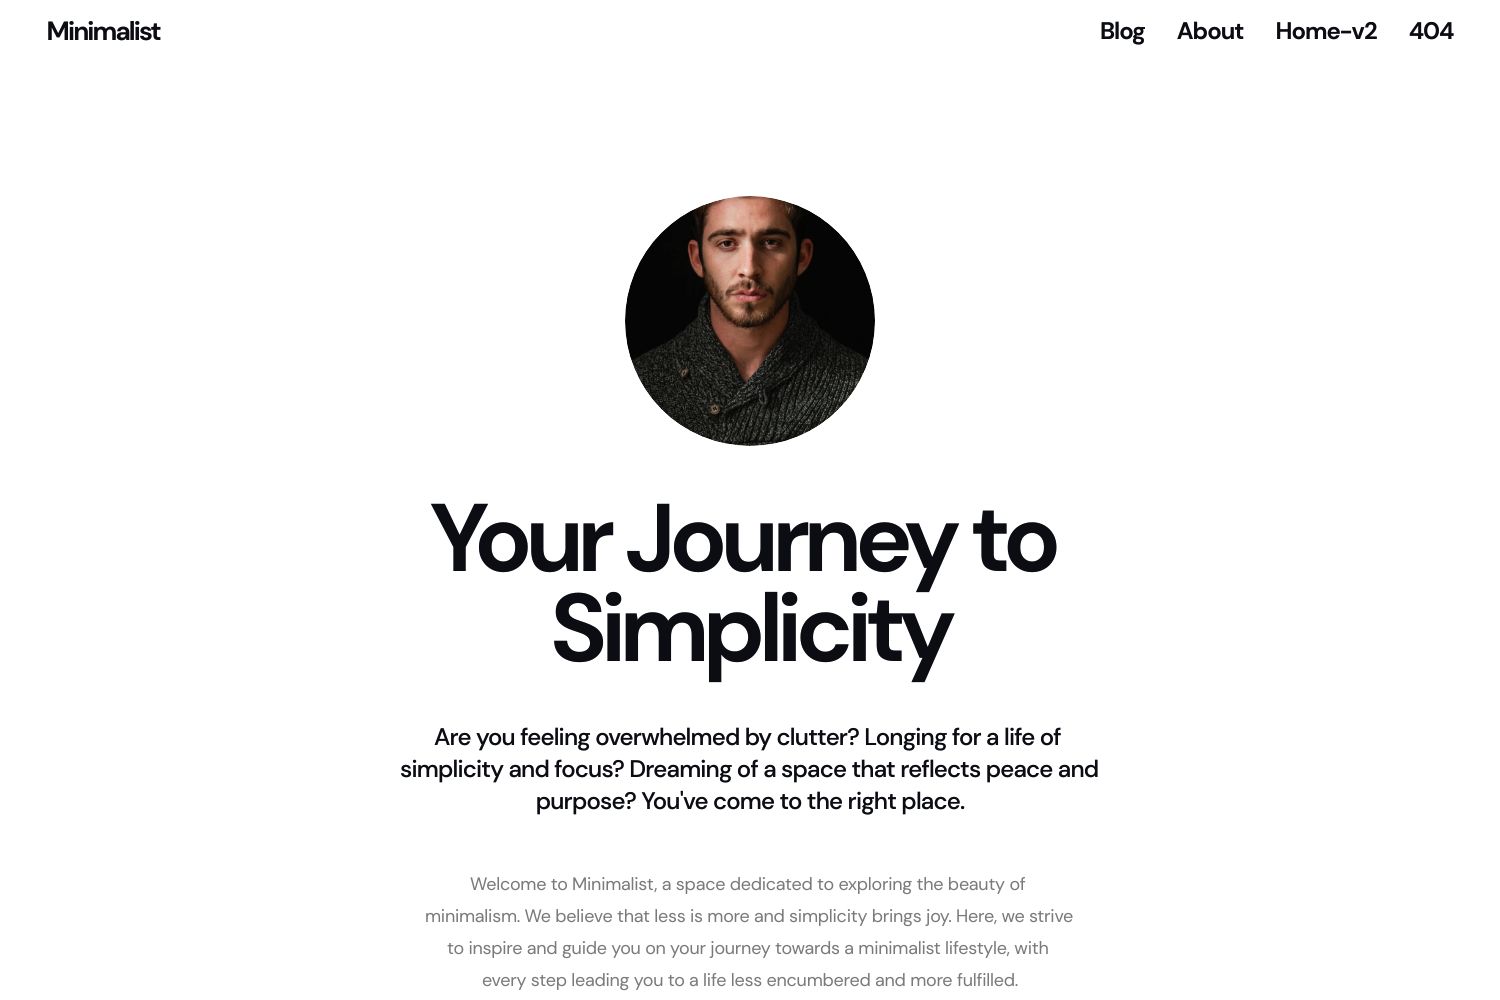 Minimalist
Blog About Home-v2 404
Your Journey to
Simplicity
Are you feeling overwhelmed by clutter? Longing for a life of
simplicity and focus? Dreaming of a space that reflects peace and
purpose? You've come to the right place.
Welcome to Minimalist, a space dedicated to exploring the beauty of
minimalism. We believe that less is more and simplicity brings joy. Here, we strive
to inspire and guide you on your journey towards a minimalist lifestyle, with
every step leading you to a life less encumbered and more fulfilled.